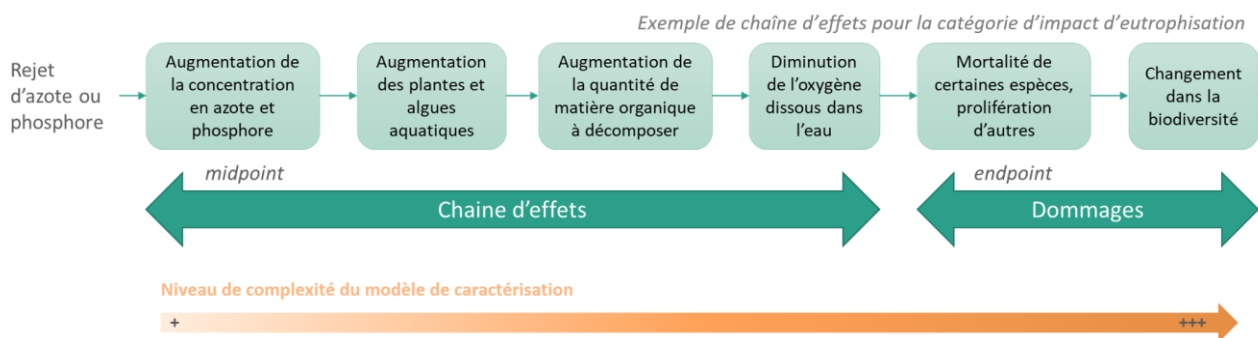 Exemple de chaîne d'effets pour la catégorie d'impact d'eutrophisation
Rejet
d'azote ou
phosphore
Augmentation de
la concentration
en azote et
phosphore
Augmentation
des plantes et
algues
aquatiques
Augmentation de
la quantité de
matière organique
à décomposer
Diminution
de l'oxygène
dissous dans
l'eau
Mortalité de
certaines espèces,
prolifération
d'autres
Changement
dans la
biodiversité
midpoint
endpoint
Chaine d'effets
Dommages
Niveau de complexité du modèle de caractérisation
+
+++